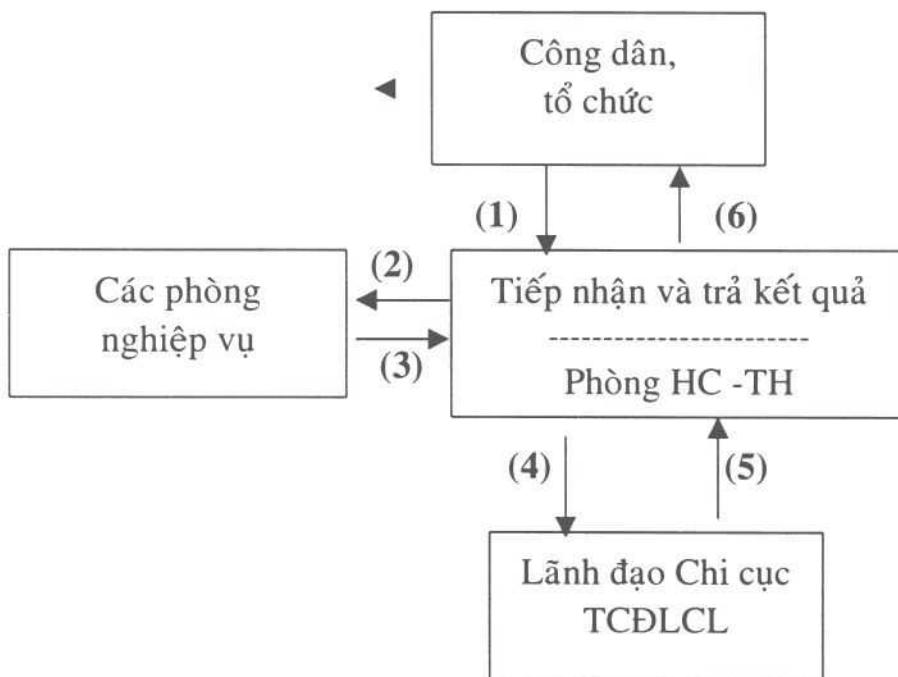 Công dân,
tổ chức
(1)
(6)
Các phòng
nghiệp vụ
(2)
(3)
Tiếp nhận và trả kết quả
--------------------------
Phòng HC -TH
(4)
(5)
Lãnh đạo Chi cục
TCĐLCL